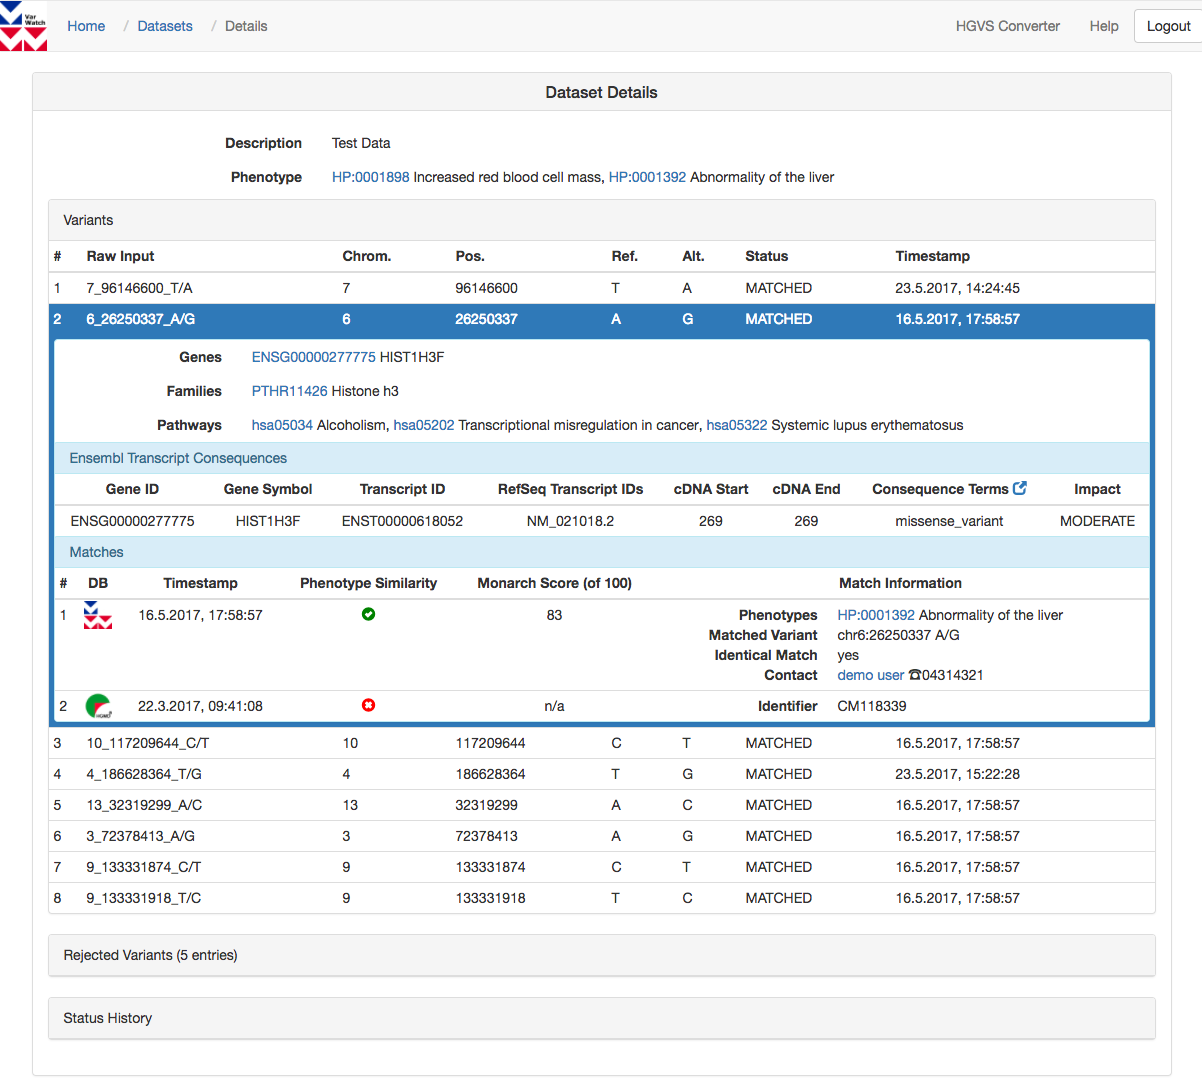 Var Watch Home / Datasets / Details HGVS Converter Help Logout
Dataset Details
Description Test Data
Phenotype HP:0001898 Increased red blood cell mass, HP:0001392 Abnormality of the liver
Variants
# Raw Input Chrom. Pos. Ref. Alt. Status Timestamp
1 7_96146600_T/A 7 96146600 T A MATCHED 23.5.2017, 14:24:45
2 6_26250337_A/G 6 26250337 A G MATCHED 16.5.2017, 17:58:57
Genes ENSG00000277775 HIST1H3F
Families PTHR11426 Histone h3
Pathways hsa05034 Alcoholism, hsa05202 Transcriptional misregulation in cancer, hsa05322 Systemic lupus erythematosus
Ensembl Transcript Consequences
Gene ID Gene Symbol Transcript ID RefSeq Transcript IDs cDNA Start cDNA End Consequence Terms Impact
ENSG00000277775 HIST1H3F ENST00000618052 NM_021018.2 269 269 missense_variant MODERATE
Matches
# DB Timestamp Phenotype Similarity Monarch Score (of 100) Match Information
1 16.5.2017, 17:58:57 83 Phenotypes HP:0001392 Abnormality of the liver
Matched Variant chr6:26250337 A/G
Identical Match yes
Contact demo user ☎04314321
2 HGMD 22.3.2017, 09:41:08 n/a Identifier CM118339
3 10_117209644_C/T 10 117209644 C T MATCHED 16.5.2017, 17:58:57
4 4_186628364_T/G 4 186628364 T G MATCHED 23.5.2017, 15:22:28
5 13_32319299_A/C 13 32319299 A C MATCHED 16.5.2017, 17:58:57
6 3_72378413_A/G 3 72378413 A G MATCHED 16.5.2017, 17:58:57
7 9_133331874_C/T 9 133331874 C T MATCHED 16.5.2017, 17:58:57
8 9_133331918_T/C 9 133331918 T C MATCHED 16.5.2017, 17:58:57
Rejected Variants (5 entries)
Status History